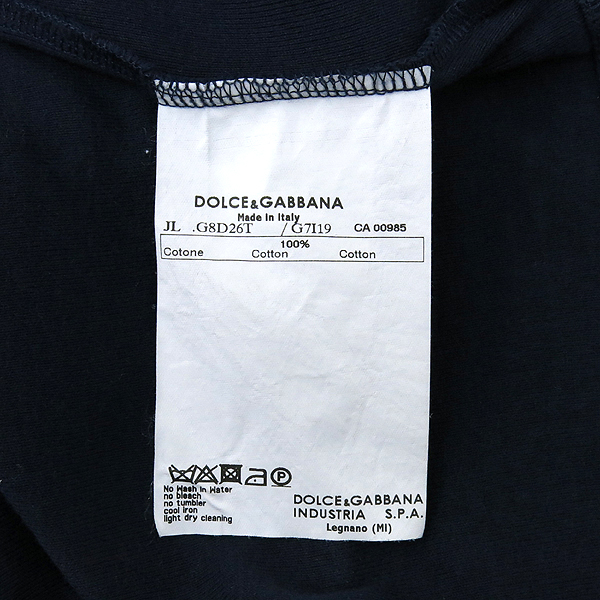 DOLCE&GABBANA
Made in Italy
JL .G8D26T / G7I19 CA 00985
100%
Cotone Cotton Cotton
P
No Wash in Water
no bleach
no tumbler
cool iron
light dry cleaning
DOLCE&GABBANA
INDUSTRIA S.P.A.
Legnano (MI)